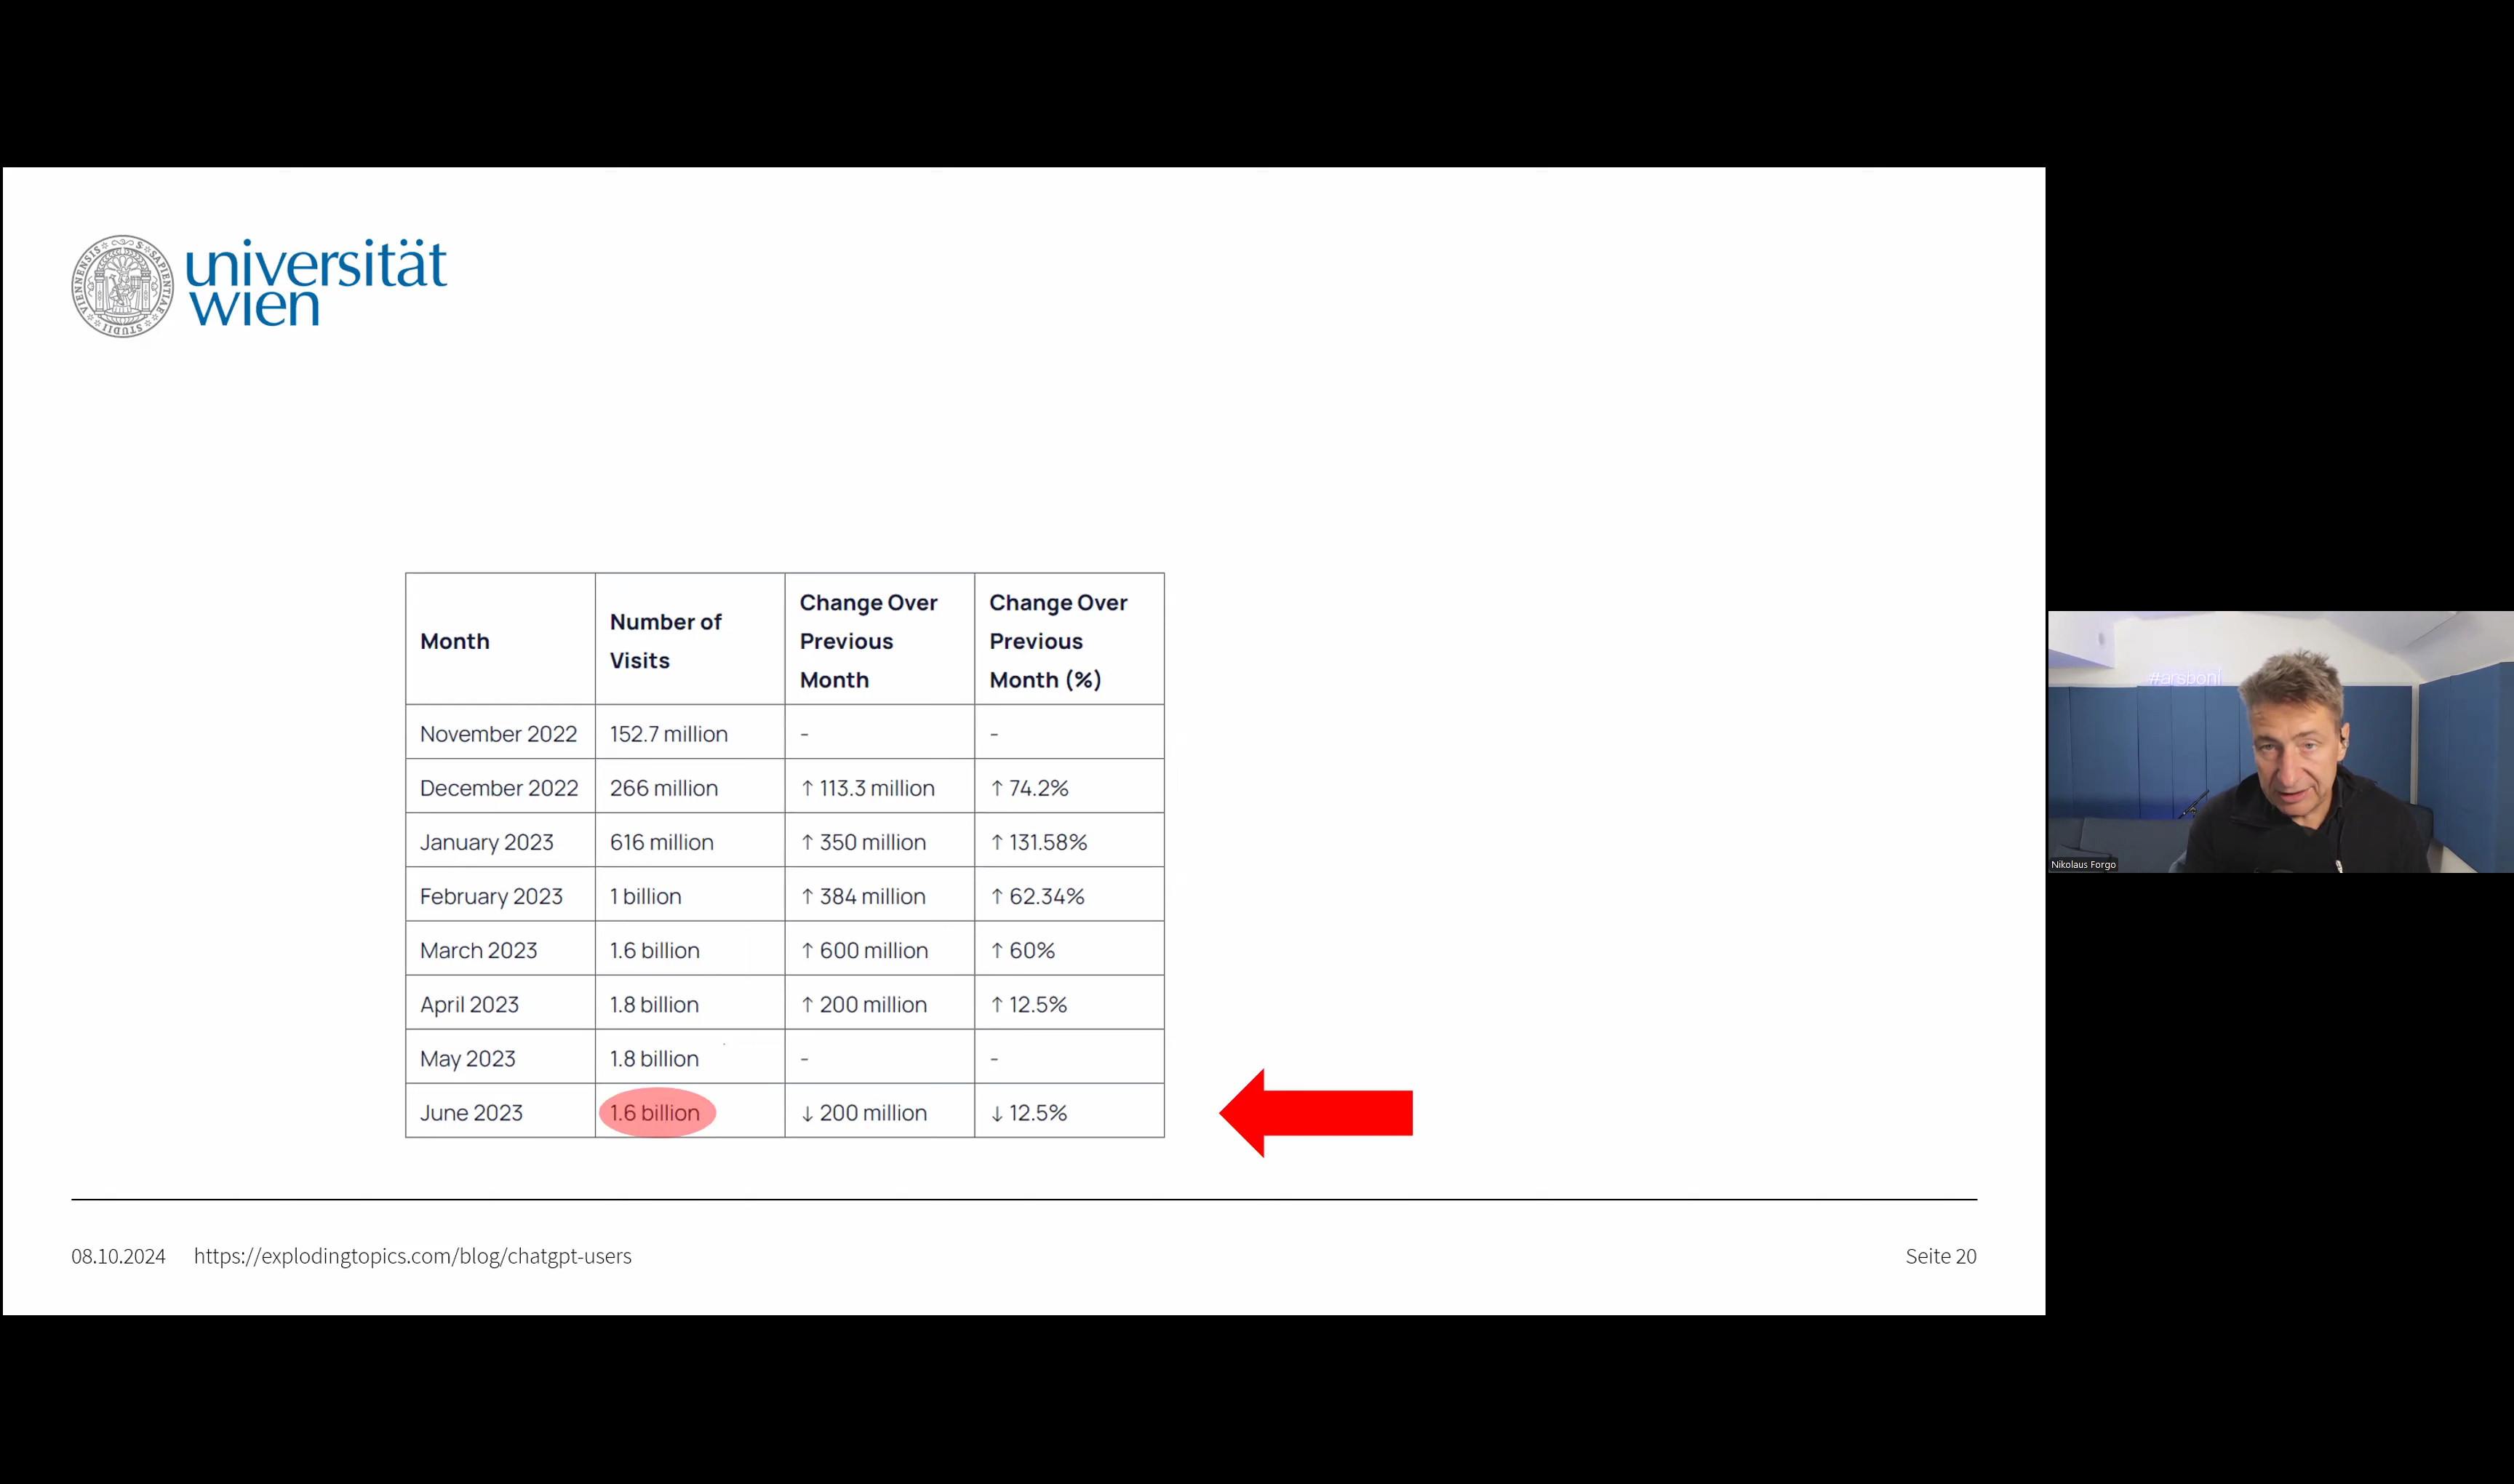 universität
wien
Month
Number of Visits
Change Over Previous Month
Change Over Previous Month (%)
November 2022 152.7 million - -
December 2022 266 million ↑ 113.3 million ↑ 74.2%
January 2023 616 million ↑ 350 million ↑ 131.58%
February 2023 1 billion ↑ 384 million ↑ 62.34%
March 2023 1.6 billion ↑ 600 million ↑ 60%
April 2023 1.8 billion ↑ 200 million ↑ 12.5%
May 2023 1.8 billion - -
June 2023 1.6 billion ↓ 200 million ↓ 12.5%
08.10.2024 https://explodingtopics.com/blog/chatgpt-users Seite 20
#arsboni
Nikolaus Forgo